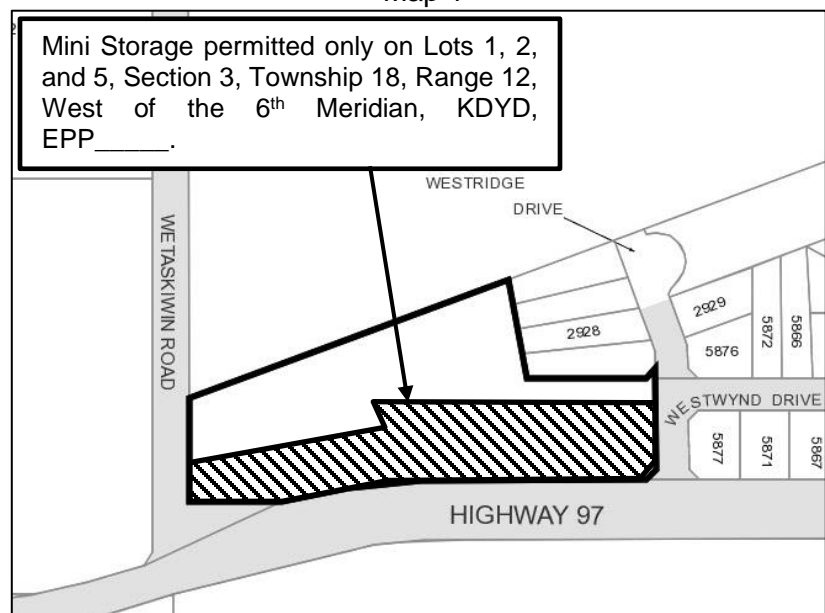 Mini Storage permitted only on Lots 1, 2,
and 5, Section 3, Township 18, Range 12,
West of the 6th Meridian, KDYD,
EPP_____.
WESTRIDGE
DRIVE
WETASKIWIN ROAD
2928
2929
5872
5866
5876
WESTWYND DRIVE
5877
5871
5867
HIGHWAY 97